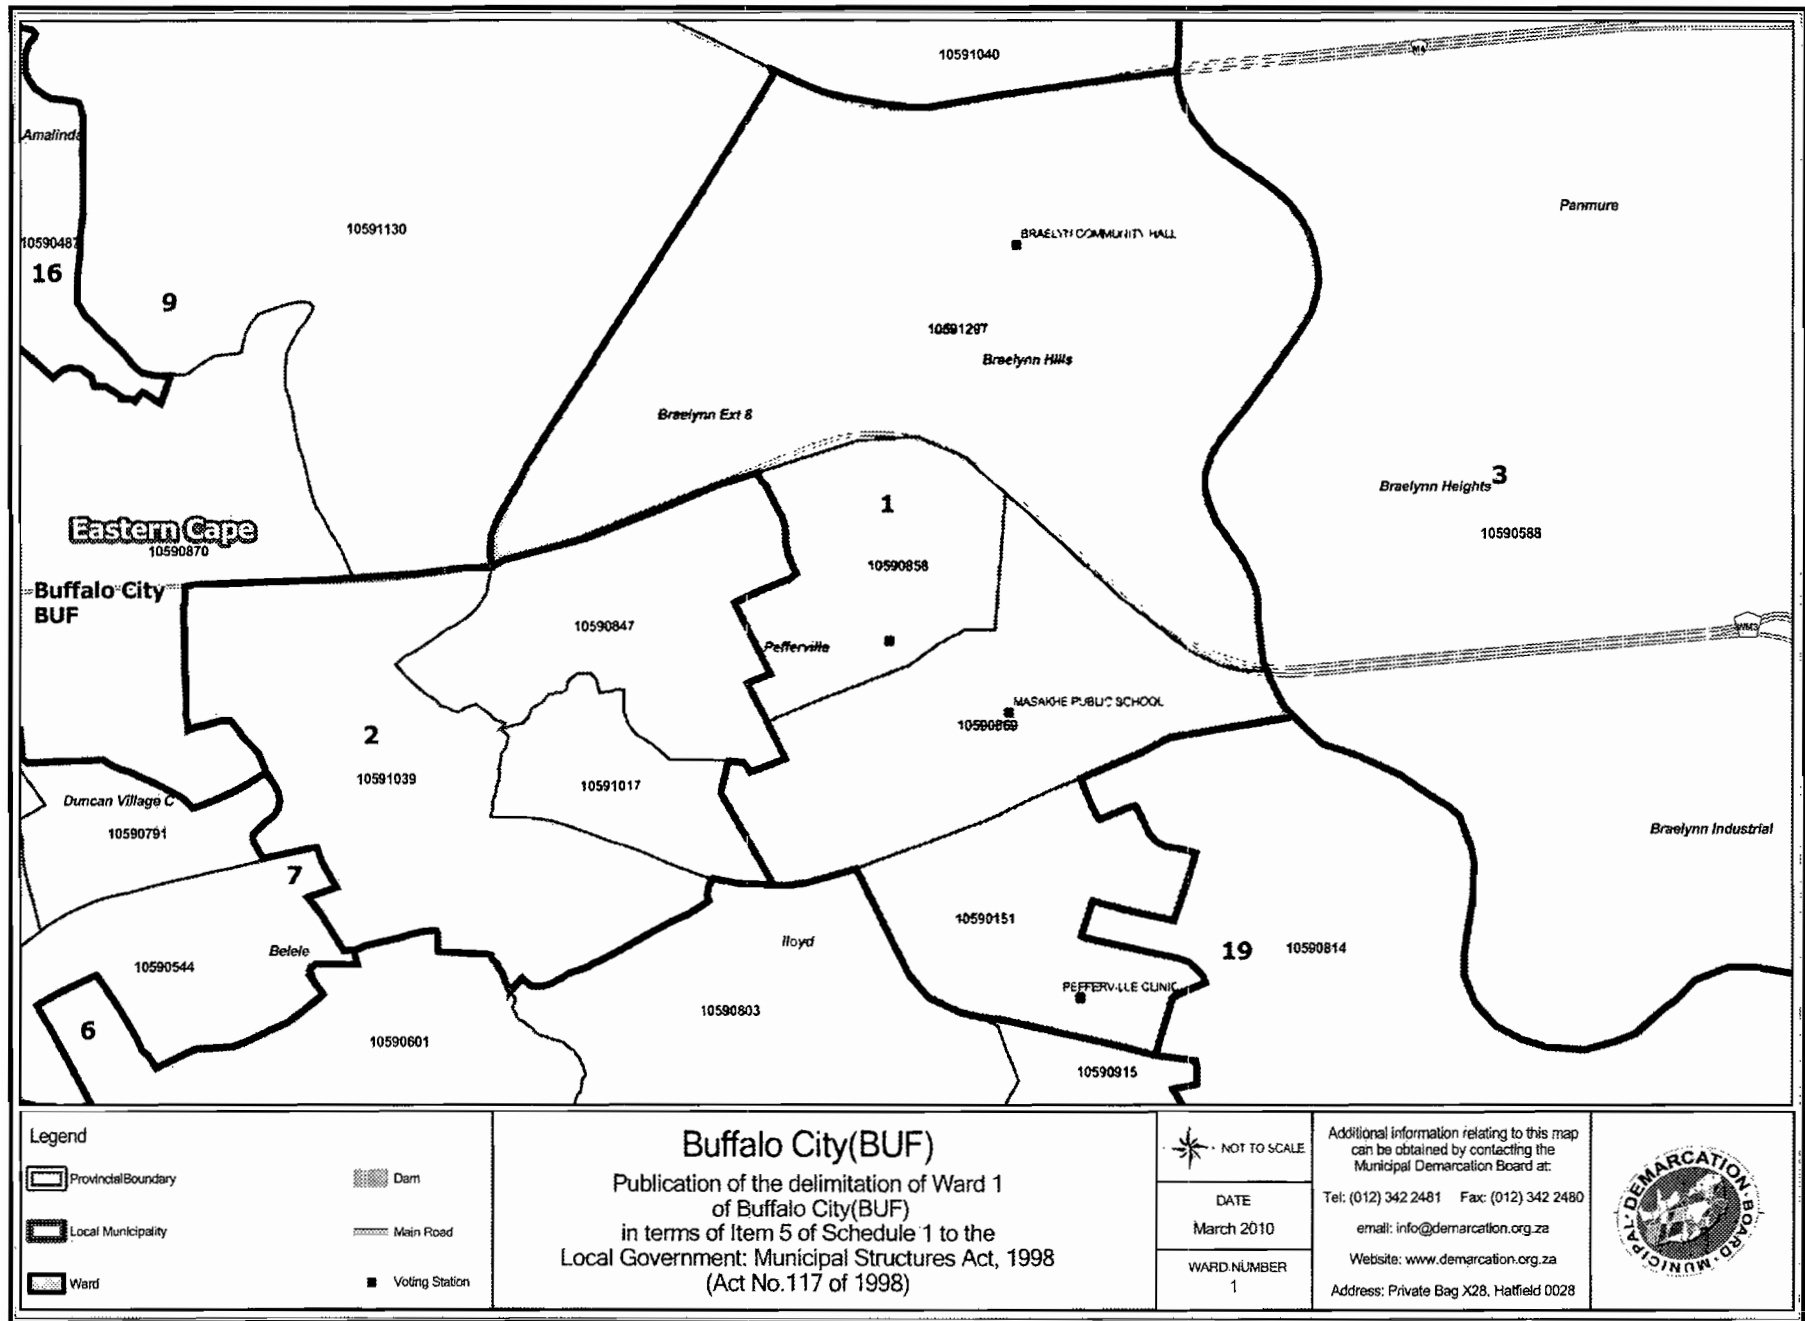 10591040
M4
Amalinda
Panmure
10591130
BRAELYN COMMUNITY HALL
10590487
16
9
10591297
Braelynn Hills
Braelynn Ext 8
1
3
Braelynn Heights
10590588
Eastern Cape
10590870
10590858
Buffalo City
BUF
10590847
WM3
Pefferville
MASAKHE PUBLIC SCHOOL
10590869
2
10591039
10591017
Duncan Village C
10590791
Braelynn Industrial
7
10590151
Belele
lloyd
19
10590814
10590544
PEFFERVILLE CLINIC
6
10590803
10590601
10590915
Legend
Provincial Boundary
Dam
Local Municipality
Main Road
Ward
Voting Station
Buffalo City(BUF)
Publication of the delimitation of Ward 1
of Buffalo City(BUF)
in terms of Item 5 of Schedule 1 to the
Local Government: Municipal Structures Act, 1998
(Act No.117 of 1998)
NOT TO SCALE
DATE
March 2010
WARD NUMBER
1
Additional information relating to this map
can be obtained by contacting the
Municipal Demarcation Board at:
Tel: (012) 342 2481 Fax: (012) 342 2480
email: info@demarcation.org.za
Website: www.demarcation.org.za
Address: Private Bag X28, Hatfield 0028
MUNICIPAL DEMARCATION BOARD